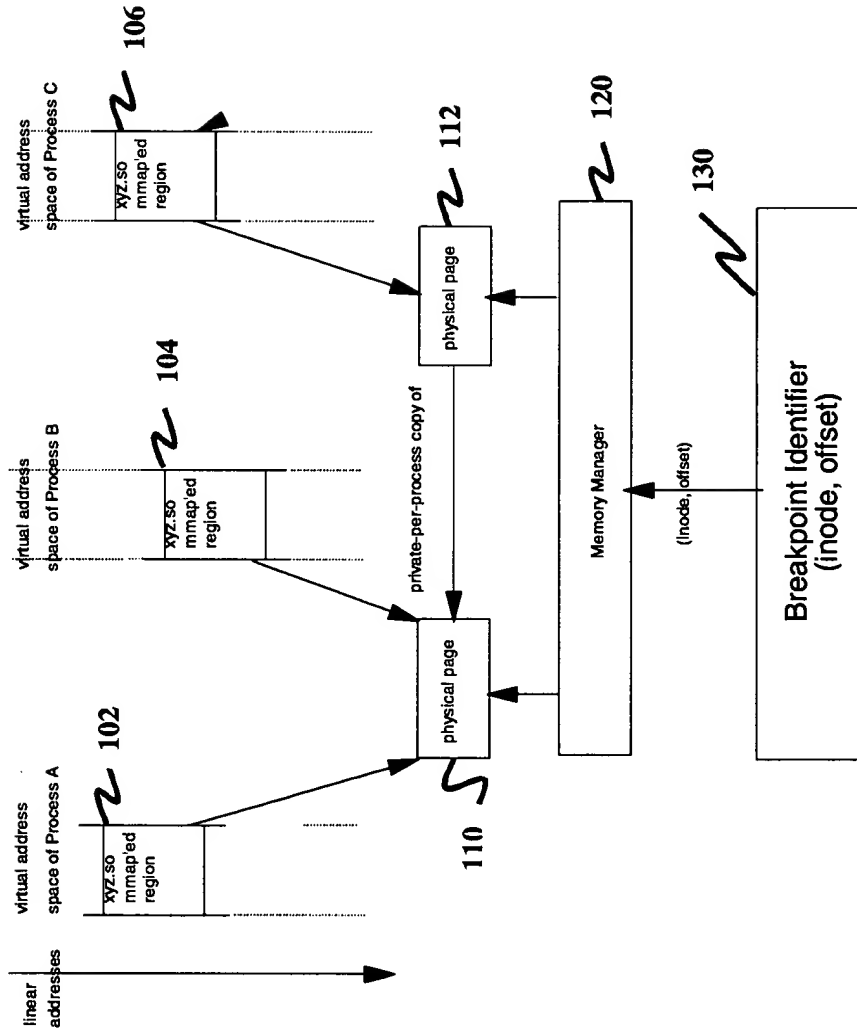 linear
addresses
virtual address
space of Process A
xyz.so
mmap'ed
region
102
virtual address
space of Process B
xyz.so
mmap'ed
region
104
virtual address
space of Process C
xyz.so
mmap'ed
region
106
physical page
110
private-per-process copy of
physical page
112
Memory Manager
120
(Inode, offset)
Breakpoint Identifier
(inode, offset)
130